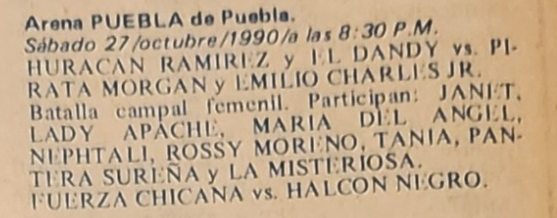 Arena PUEBLA de Puebla.
Sábado 27/octubre/1990/a las 8:30 P.M.
HURACAN RAMIREZ y EL DANDY vs. PI-
RATA MORGAN y EMILIO CHARLES JR.
Batalla campal femenil. Participan: JANET,
LADY APACHE, MARIA DEL ANGEL,
NEPHTALI, ROSSY MORENO, TANIA, PAN-
TERA SUREÑA y LA MISTERIOSA.
FUERZA CHICANA vs. HALCON NEGRO.